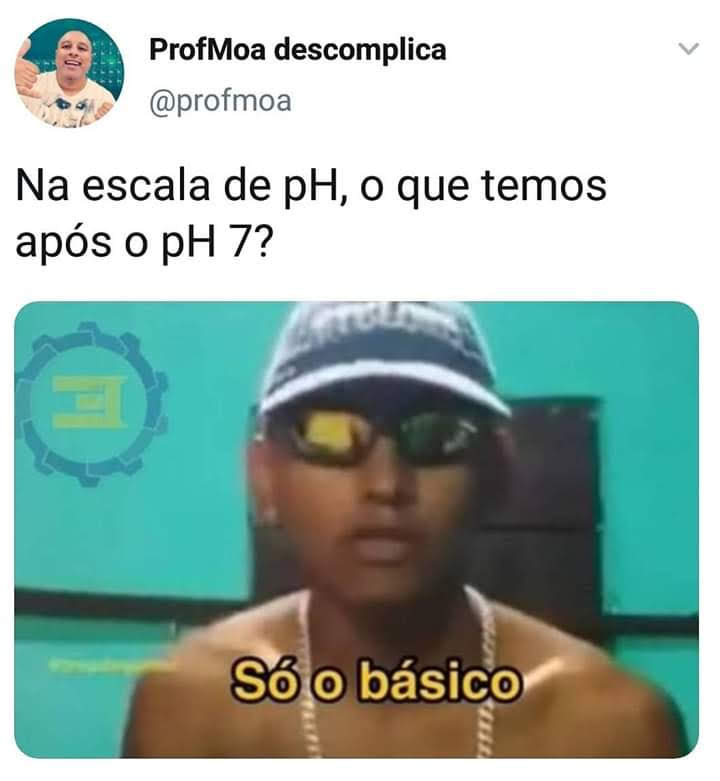 ProfMoa descomplica
@profmoa
Na escala de pH, o que temos
após o pH 7?
Só o básico